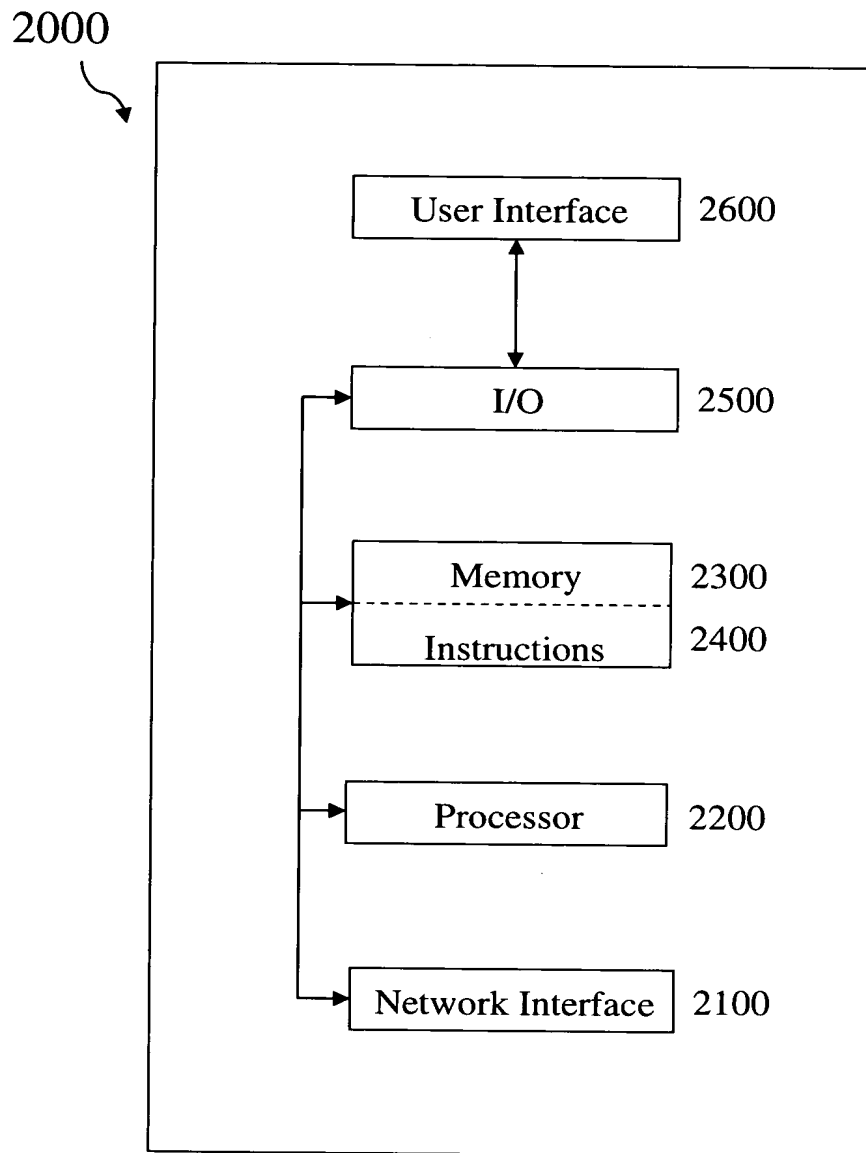 2000
User Interface 2600
I/O 2500
Memory 2300
Instructions 2400
Processor 2200
Network Interface 2100